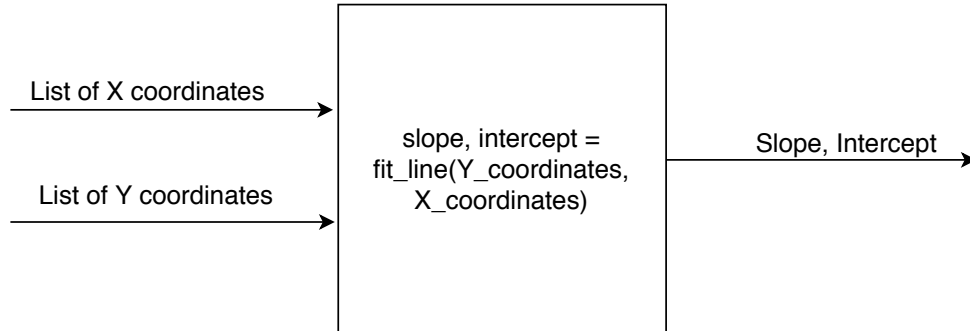 List of X coordinates
slope, intercept =
fit_line(Y_coordinates,
X_coordinates)
Slope, Intercept
List of Y coordinates